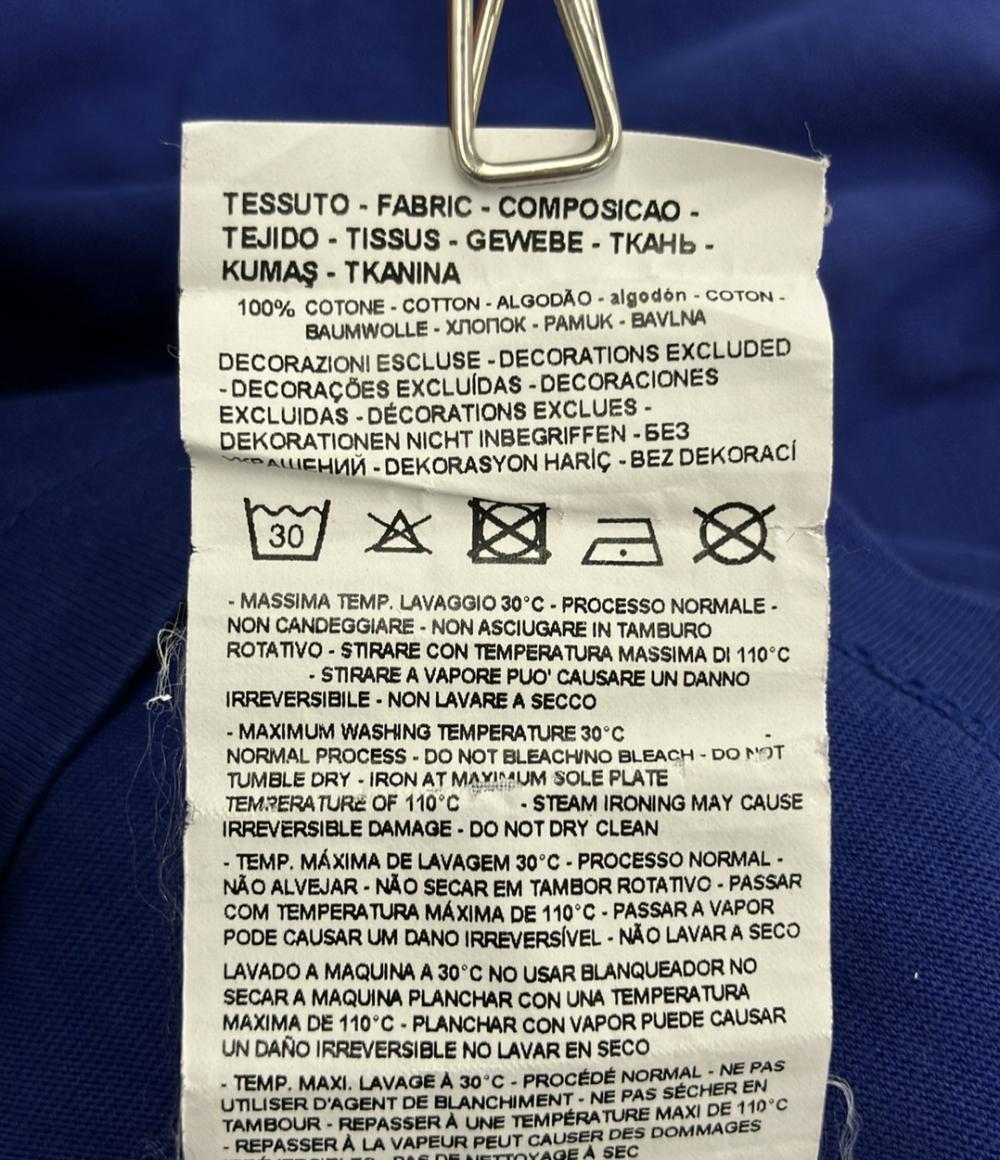 TESSUTO - FABRIC - COMPOSICAO -
TEJIDO - TISSUS - GEWEBE - ТКАНЬ -
KUMAŞ - TKANINA
100% COTONE - COTTON - ALGODÃO - algodón - COTON -
BAUMWOLLE - ХЛОПОК - PAMUK - BAVLNA
DECORAZIONI ESCLUSE - DECORATIONS EXCLUDED
- DECORAÇÕES EXCLUÍDAS - DECORACIONES
EXCLUIDAS - DÉCORATIONS EXCLUES -
DEKORATIONEN NICHT INBEGRIFFEN - БЕЗ
УКРАШЕНИЙ - DEKORASYON HARİÇ - BEZ DEKORACÍ
30
- MASSIMA TEMP. LAVAGGIO 30°C - PROCESSO NORMALE -
NON CANDEGGIARE - NON ASCIUGARE IN TAMBURO
ROTATIVO - STIRARE CON TEMPERATURA MASSIMA DI 110°C
- STIRARE A VAPORE PUO' CAUSARE UN DANNO
IRREVERSIBILE - NON LAVARE A SECCO
- MAXIMUM WASHING TEMPERATURE 30°C -
NORMAL PROCESS - DO NOT BLEACH/NO BLEACH - DO NOT
TUMBLE DRY - IRON AT MAXIMUM SOLE PLATE
TEMPERATURE OF 110°C - STEAM IRONING MAY CAUSE
IRREVERSIBLE DAMAGE - DO NOT DRY CLEAN
- TEMP. MÁXIMA DE LAVAGEM 30°C - PROCESSO NORMAL -
NÃO ALVEJAR - NÃO SECAR EM TAMBOR ROTATIVO - PASSAR
COM TEMPERATURA MÁXIMA DE 110°C - PASSAR A VAPOR
PODE CAUSAR UM DANO IRREVERSÍVEL - NÃO LAVAR A SECO
LAVADO A MAQUINA A 30°C NO USAR BLANQUEADOR NO
SECAR A MAQUINA PLANCHAR CON UNA TEMPERATURA
MAXIMA DE 110°C - PLANCHAR CON VAPOR PUEDE CAUSAR
UN DAÑO IRREVERSIBLE NO LAVAR EN SECO
- TEMP. MAXI. LAVAGE À 30°C - PROCÉDÉ NORMAL - NE PAS
UTILISER D'AGENT DE BLANCHIMENT - NE PAS SÉCHER EN
TAMBOUR - REPASSER À UNE TEMPÉRATURE MAXI DE 110°C
- REPASSER À LA VAPEUR PEUT CAUSER DES DOMMAGES
IRRÉVERSIBLES - PAS DE NETTOYAGE À SEC